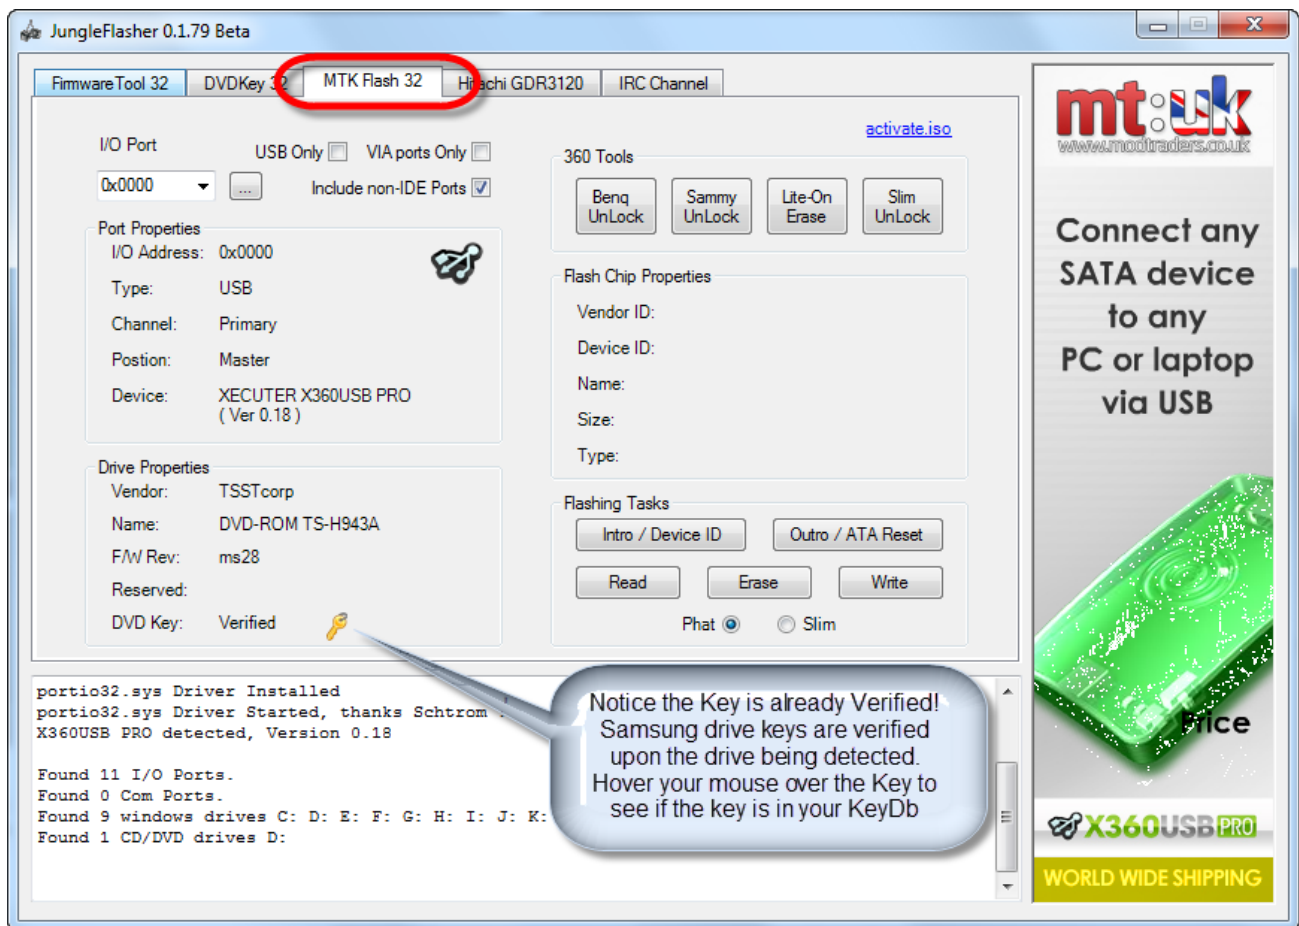 JungleFlasher 0.1.79 Beta
FirmwareTool 32
DVDKey 32
MTK Flash 32
Hitachi GDR3120
IRC Channel
activate.iso
I/O Port
USB Only
VIA ports Only
0x0000
...
Include non-IDE Ports
Port Properties
I/O Address: 0x0000
Type: USB
Channel: Primary
Postion: Master
Device: XECUTER X360USB PRO
( Ver 0.18 )
Drive Properties
Vendor: TSSTcorp
Name: DVD-ROM TS-H943A
F/W Rev: ms28
Reserved:
DVD Key: Verified
360 Tools
Benq
UnLock
Sammy
UnLock
Lite-On
Erase
Slim
UnLock
Flash Chip Properties
Vendor ID:
Device ID:
Name:
Size:
Type:
Flashing Tasks
Intro / Device ID
Outro / ATA Reset
Read
Erase
Write
Phat
Slim
portio32.sys Driver Installed
portio32.sys Driver Started, thanks Schtrom !
X360USB PRO detected, Version 0.18
Found 11 I/O Ports.
Found 0 Com Ports.
Found 9 windows drives C: D: E: F: G: H: I: J: K:
Found 1 CD/DVD drives D:
Notice the Key is already Verified!
Samsung drive keys are verified
upon the drive being detected.
Hover your mouse over the Key to
see if the key is in your KeyDb
mt:uk
www.modtraders.co.uk
Connect any
SATA device
to any
PC or laptop
via USB
Price
X360USB PRO
WORLD WIDE SHIPPING